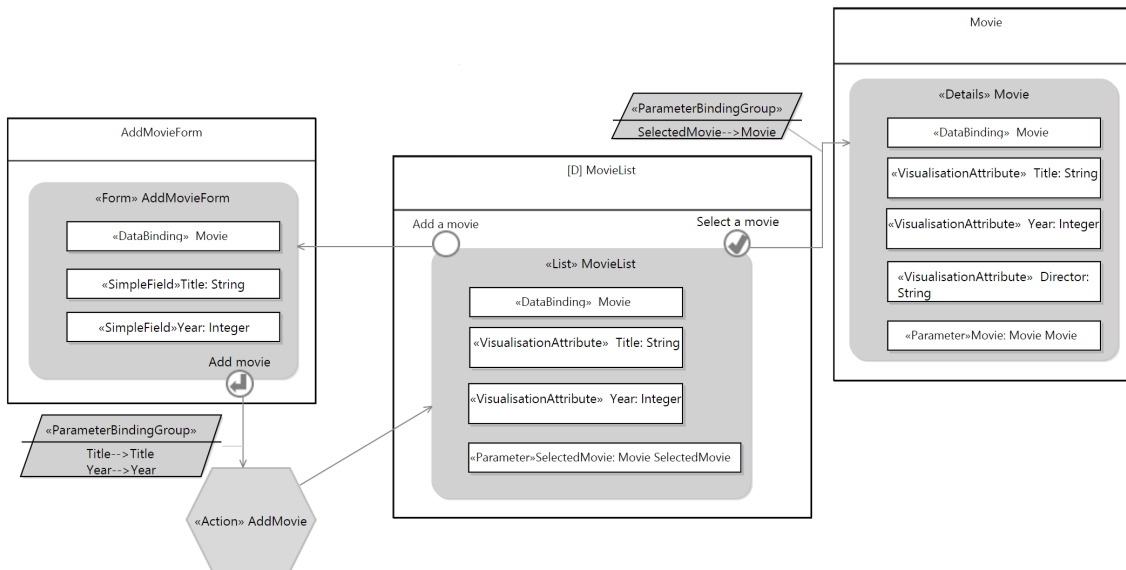 AddMovieForm
«Form» AddMovieForm
«DataBinding» Movie
«SimpleField»Title: String
«SimpleField»Year: Integer
Add movie
«ParameterBindingGroup»
Title-->Title
Year-->Year
«Action» AddMovie
[D] MovieList
Add a movie
Select a movie
«List» MovieList
«DataBinding» Movie
«VisualisationAttribute» Title: String
«VisualisationAttribute» Year: Integer
«Parameter»SelectedMovie: Movie SelectedMovie
«ParameterBindingGroup»
SelectedMovie-->Movie
Movie
«Details» Movie
«DataBinding» Movie
«VisualisationAttribute» Title: String
«VisualisationAttribute» Year: Integer
«VisualisationAttribute» Director:
String
«Parameter»Movie: Movie Movie